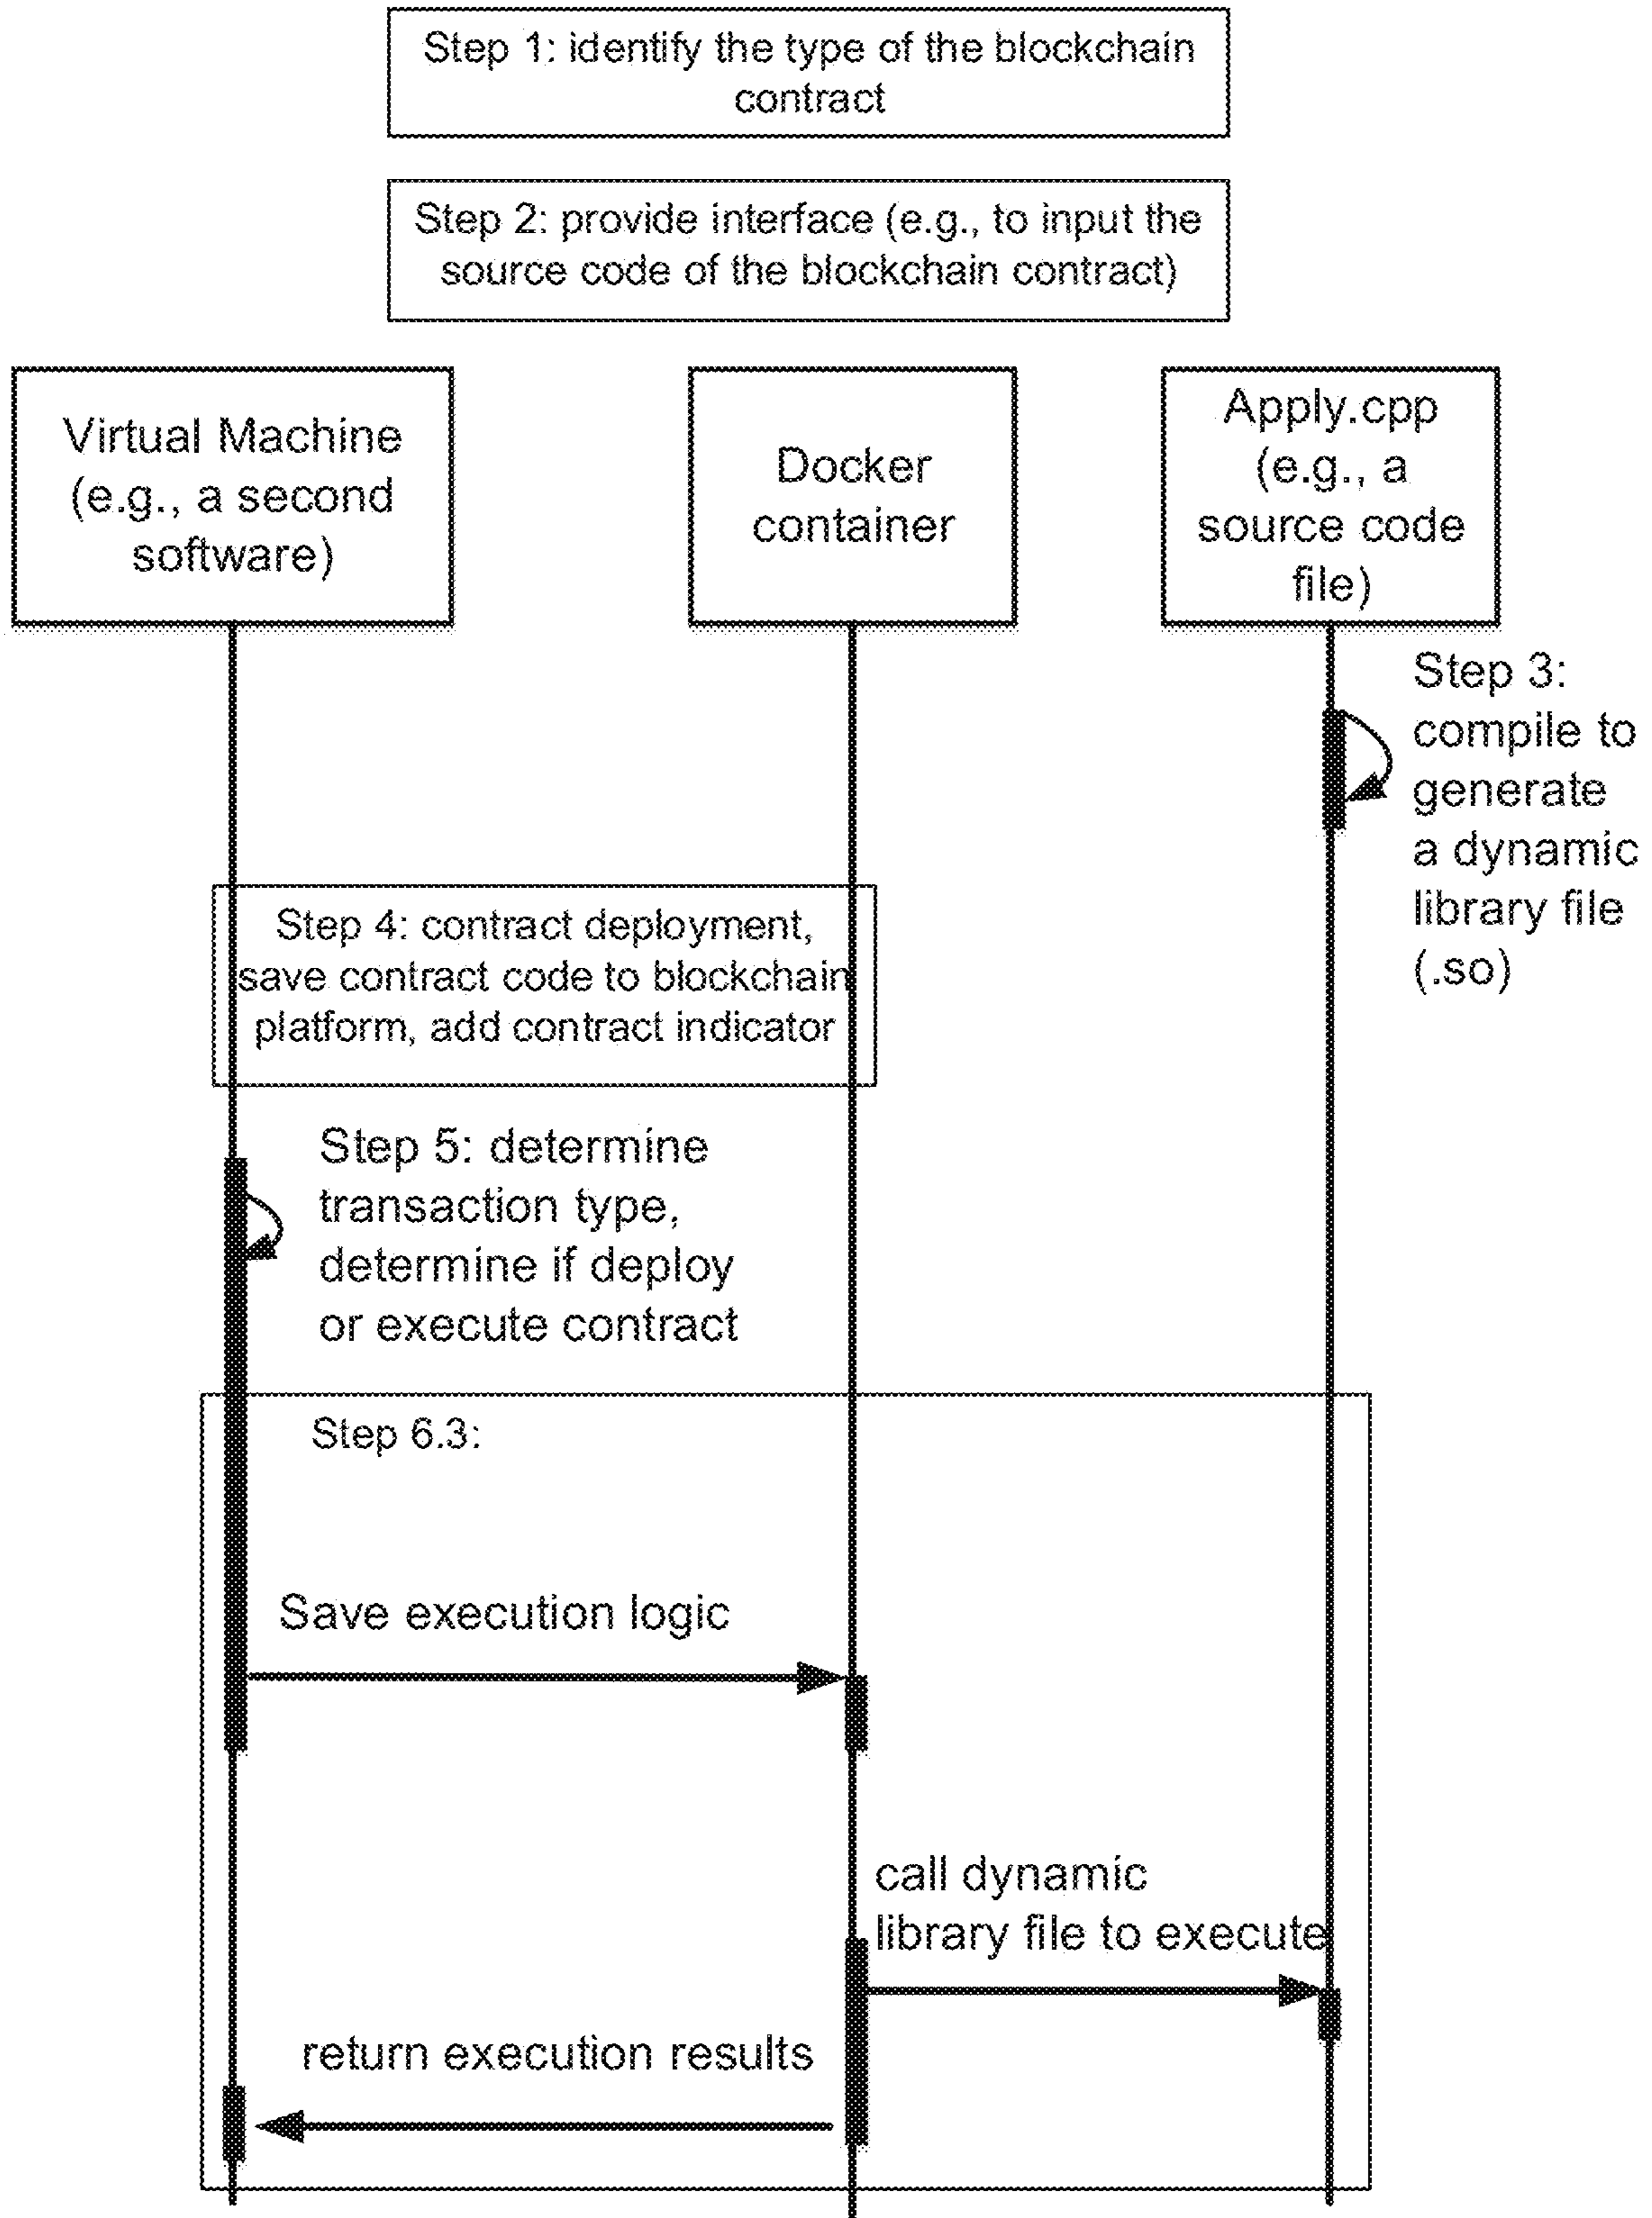 Step 1: identify the type of the blockchain
contract
Step 2: provide interface (e.g., to input the
source code of the blockchain contract)
Virtual Machine
(e.g., a second
software)
Docker
container
Apply.cpp
(e.g., a
source code
file)
Step 3:
compile to
generate
a dynamic
library file
(.so)
Step 4: contract deployment,
save contract code to blockchain
platform, add contract indicator
Step 5: determine
transaction type,
determine if deploy
or execute contract
Step 6.3:
Save execution logic
call dynamic
library file to execute
return execution results